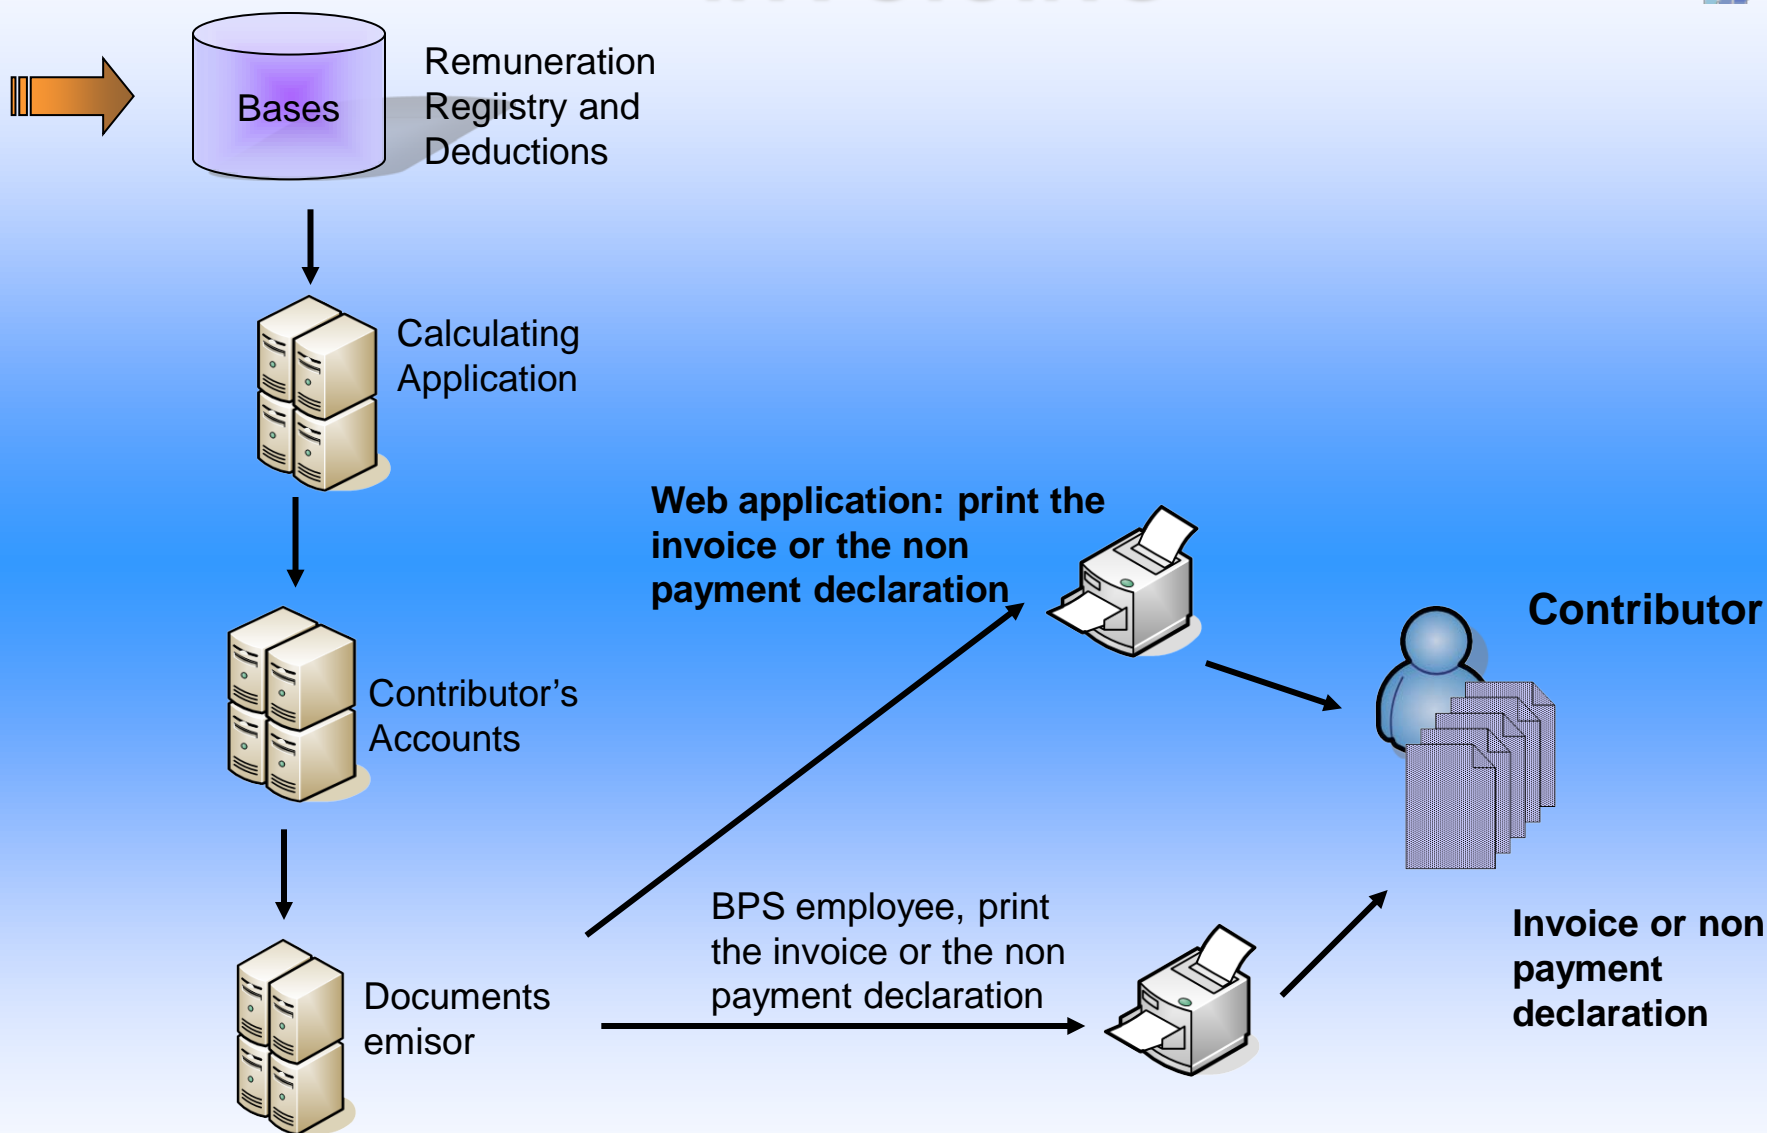 Bases
Remuneration
Regiistry and
Deductions
Calculating
Application
Web application: print the
invoice or the non
payment declaration
Contributor
Contributor’s
Accounts
BPS employee, print
the invoice or the non
payment declaration
Invoice or non
payment
declaration
Documents
emisor